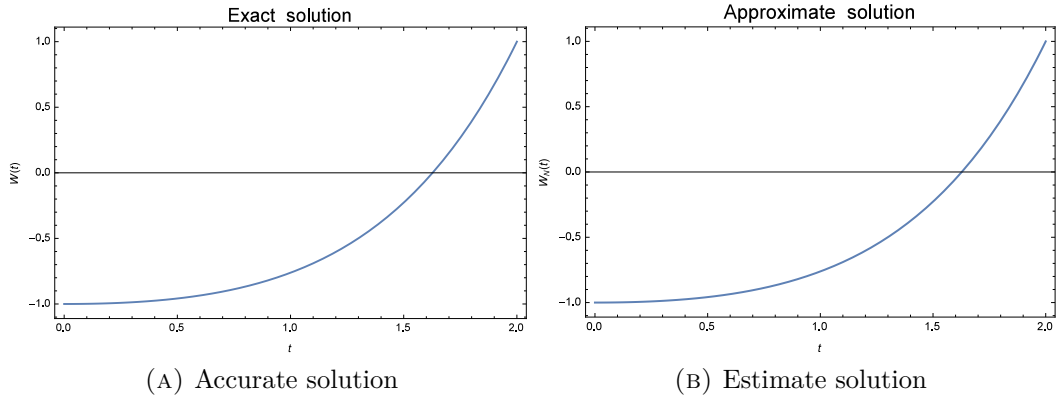 Exact solution
1.0
0.5
0.0
−0.5
−1.0
W(t)
0.0 0.5 1.0 1.5 2.0
t
(A) Accurate solution
Approximate solution
1.0
0.5
0.0
−0.5
−1.0
W_N(t)
0.0 0.5 1.0 1.5 2.0
t
(B) Estimate solution